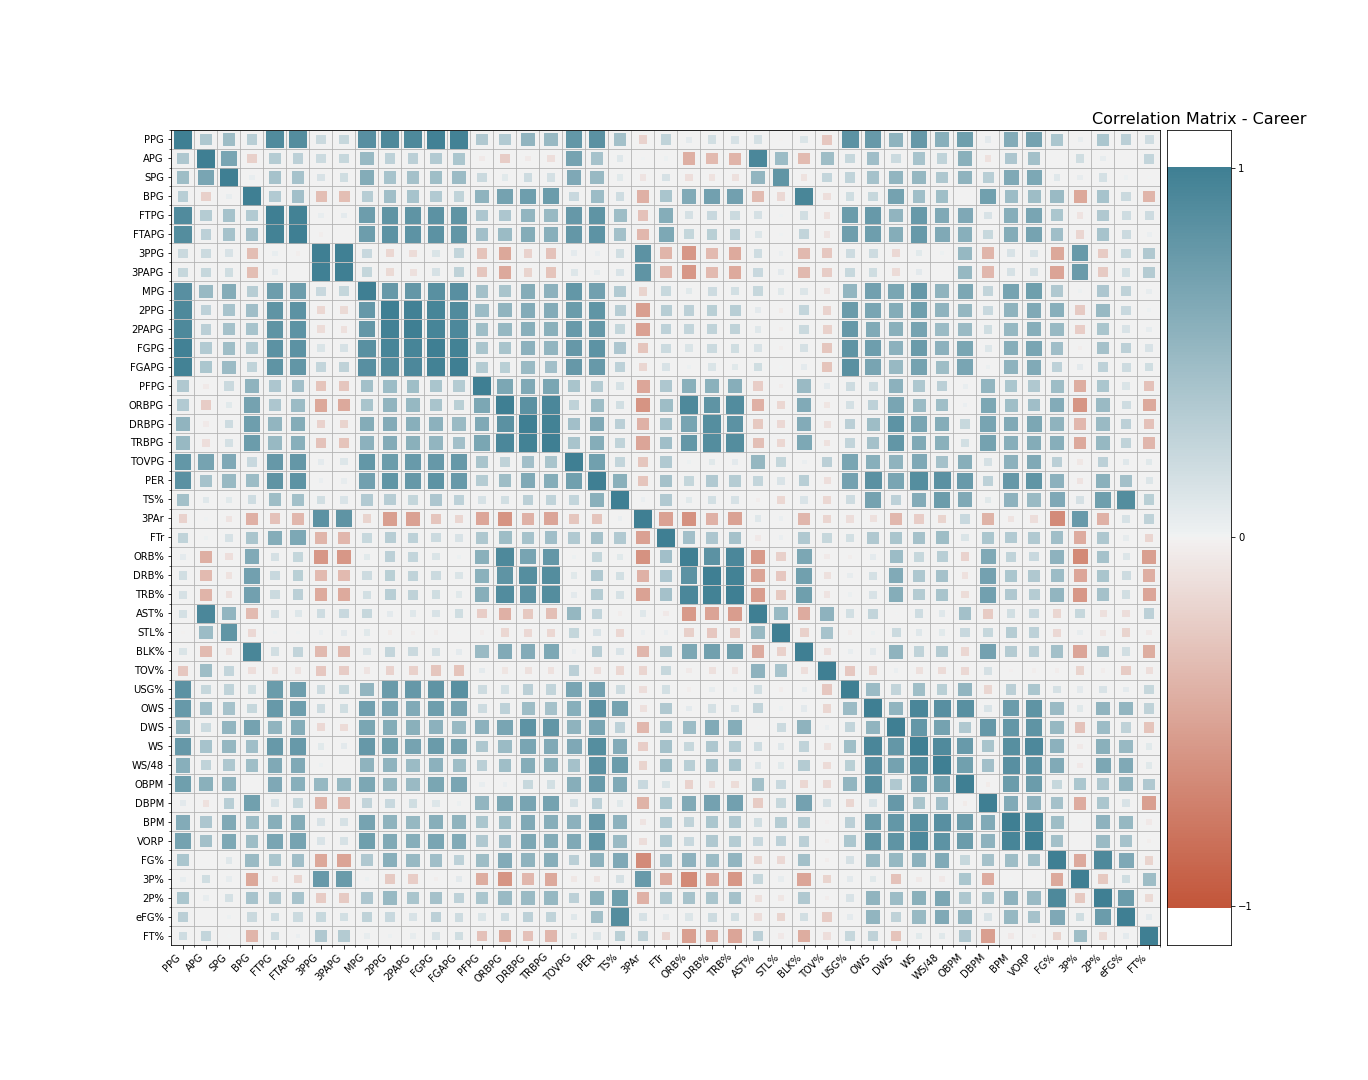 Correlation Matrix - Career
PPG
APG
SPG
BPG
FTPG
FTAPG
3PPG
3PAPG
MPG
2PPG
2PAPG
FGPG
FGAPG
PFPG
ORBPG
DRBPG
TRBPG
TOVPG
PER
TS%
3PAr
FTr
ORB%
DRB%
TRB%
AST%
STL%
BLK%
TOV%
USG%
OWS
DWS
WS
WS/48
OBPM
DBPM
BPM
VORP
FG%
3P%
2P%
eFG%
FT%
PPG
APG
SPG
BPG
FTPG
FTAPG
3PPG
3PAPG
MPG
2PPG
2PAPG
FGPG
FGAPG
PFPG
ORBPG
DRBPG
TRBPG
TOVPG
PER
TS%
3PAr
FTr
ORB%
DRB%
TRB%
AST%
STL%
BLK%
TOV%
USG%
OWS
DWS
WS
WS/48
OBPM
DBPM
BPM
VORP
FG%
3P%
2P%
eFG%
FT%
1
0
−1